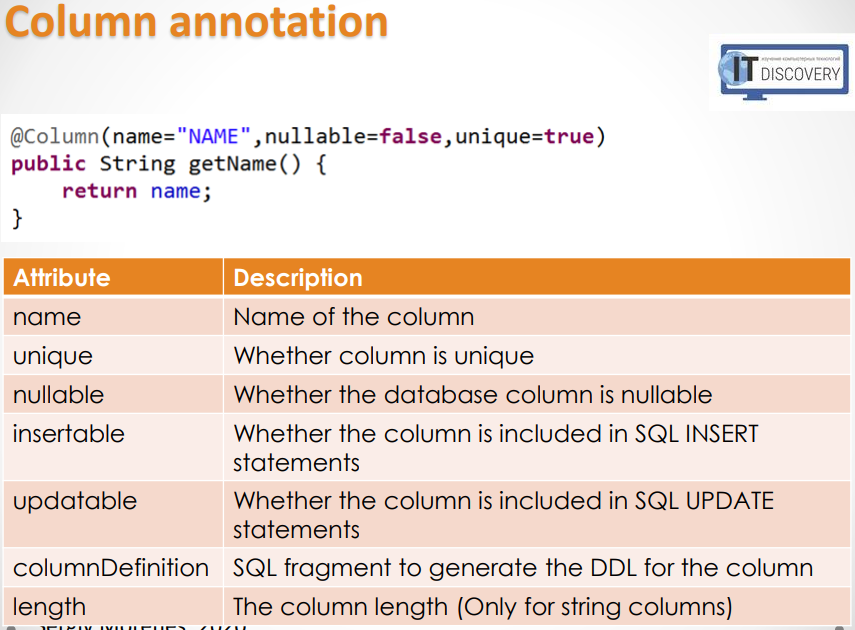 Column annotation
изучение компьютерных технологий
IT DISCOVERY
@Column(name="NAME",nullable=false,unique=true)
public String getName() {
return name;
}
Attribute Description
name Name of the column
unique Whether column is unique
nullable Whether the database column is nullable
insertable Whether the column is included in SQL INSERT
statements
updatable Whether the column is included in SQL UPDATE
statements
columnDefinition SQL fragment to generate the DDL for the column
length The column length (Only for string columns)